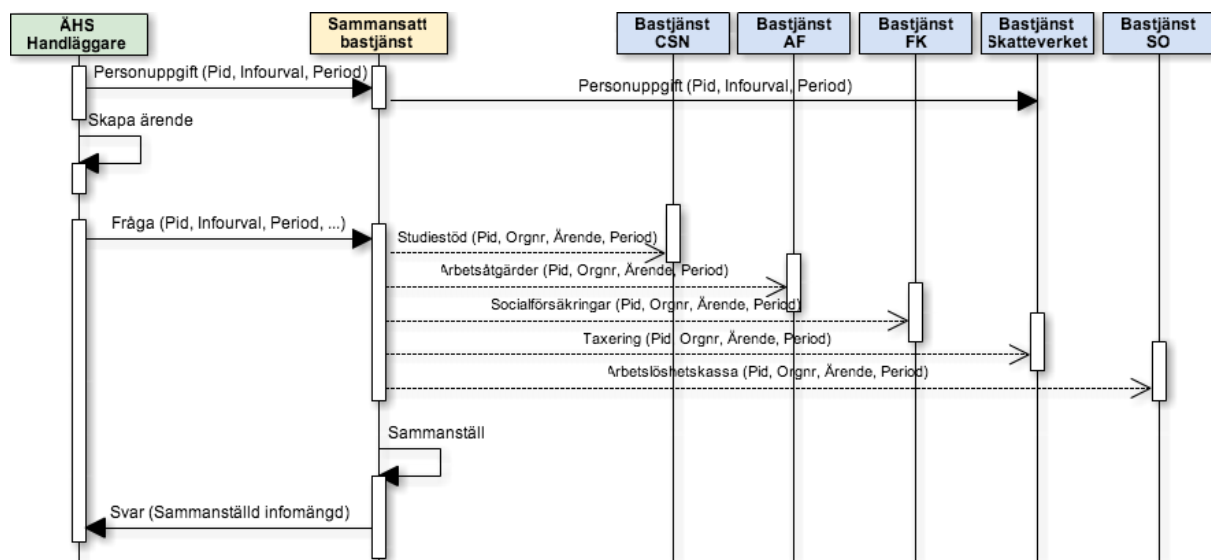 ÄHS
Handläggare
Sammansatt
bastjänst
Bastjänst
CSN
Bastjänst
AF
Bastjänst
FK
Bastjänst
Skatteverket
Bastjänst
SO
Personuppgift (Pid, Infourval, Period)
Personuppgift (Pid, Infourval, Period)
Skapa ärende
Fråga (Pid, Infourval, Period, ...)
Studiestöd (Pid, Orgnr, Ärende, Period)
Arbetsåtgärder (Pid, Orgnr, Ärende, Period)
Socialförsäkringar (Pid, Orgnr, Ärende, Period)
Taxering (Pid, Orgnr, Ärende, Period)
Arbetslöshetskassa (Pid, Orgnr, Ärende, Period)
Sammanställ
Svar (Sammanställd infomängd)